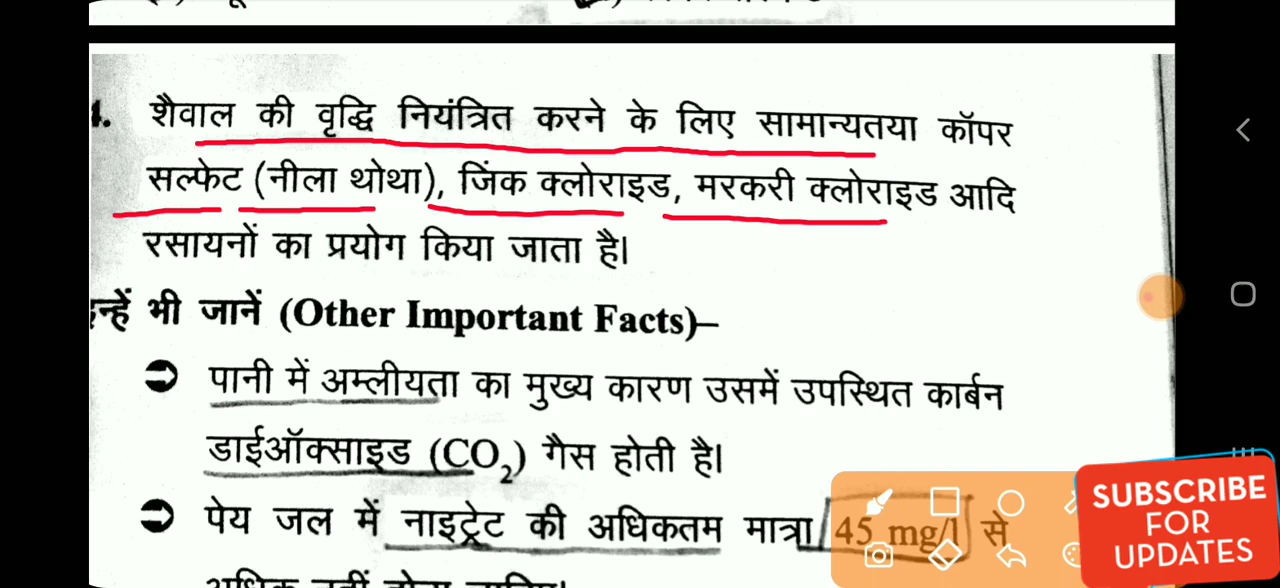 शैवाल की वृद्धि नियंत्रित करने के लिए सामान्यतया कॉपर
सल्फेट (नीला थोथा), जिंक क्लोराइड, मरकरी क्लोराइड आदि
रसायनों का प्रयोग किया जाता है।
इन्हें भी जानें (Other Important Facts)–
➲ पानी में अम्लीयता का मुख्य कारण उसमें उपस्थित कार्बन
डाईऑक्साइड (CO₂) गैस होती है।
➲ पेय जल में नाइट्रेट की अधिकतम मात्रा 45 mg/l से
SUBSCRIBE
FOR
UPDATES